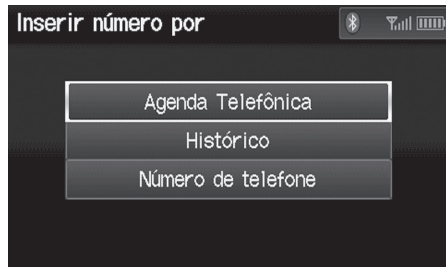 Inserir número por
Agenda Telefônica
Histórico
Número de telefone